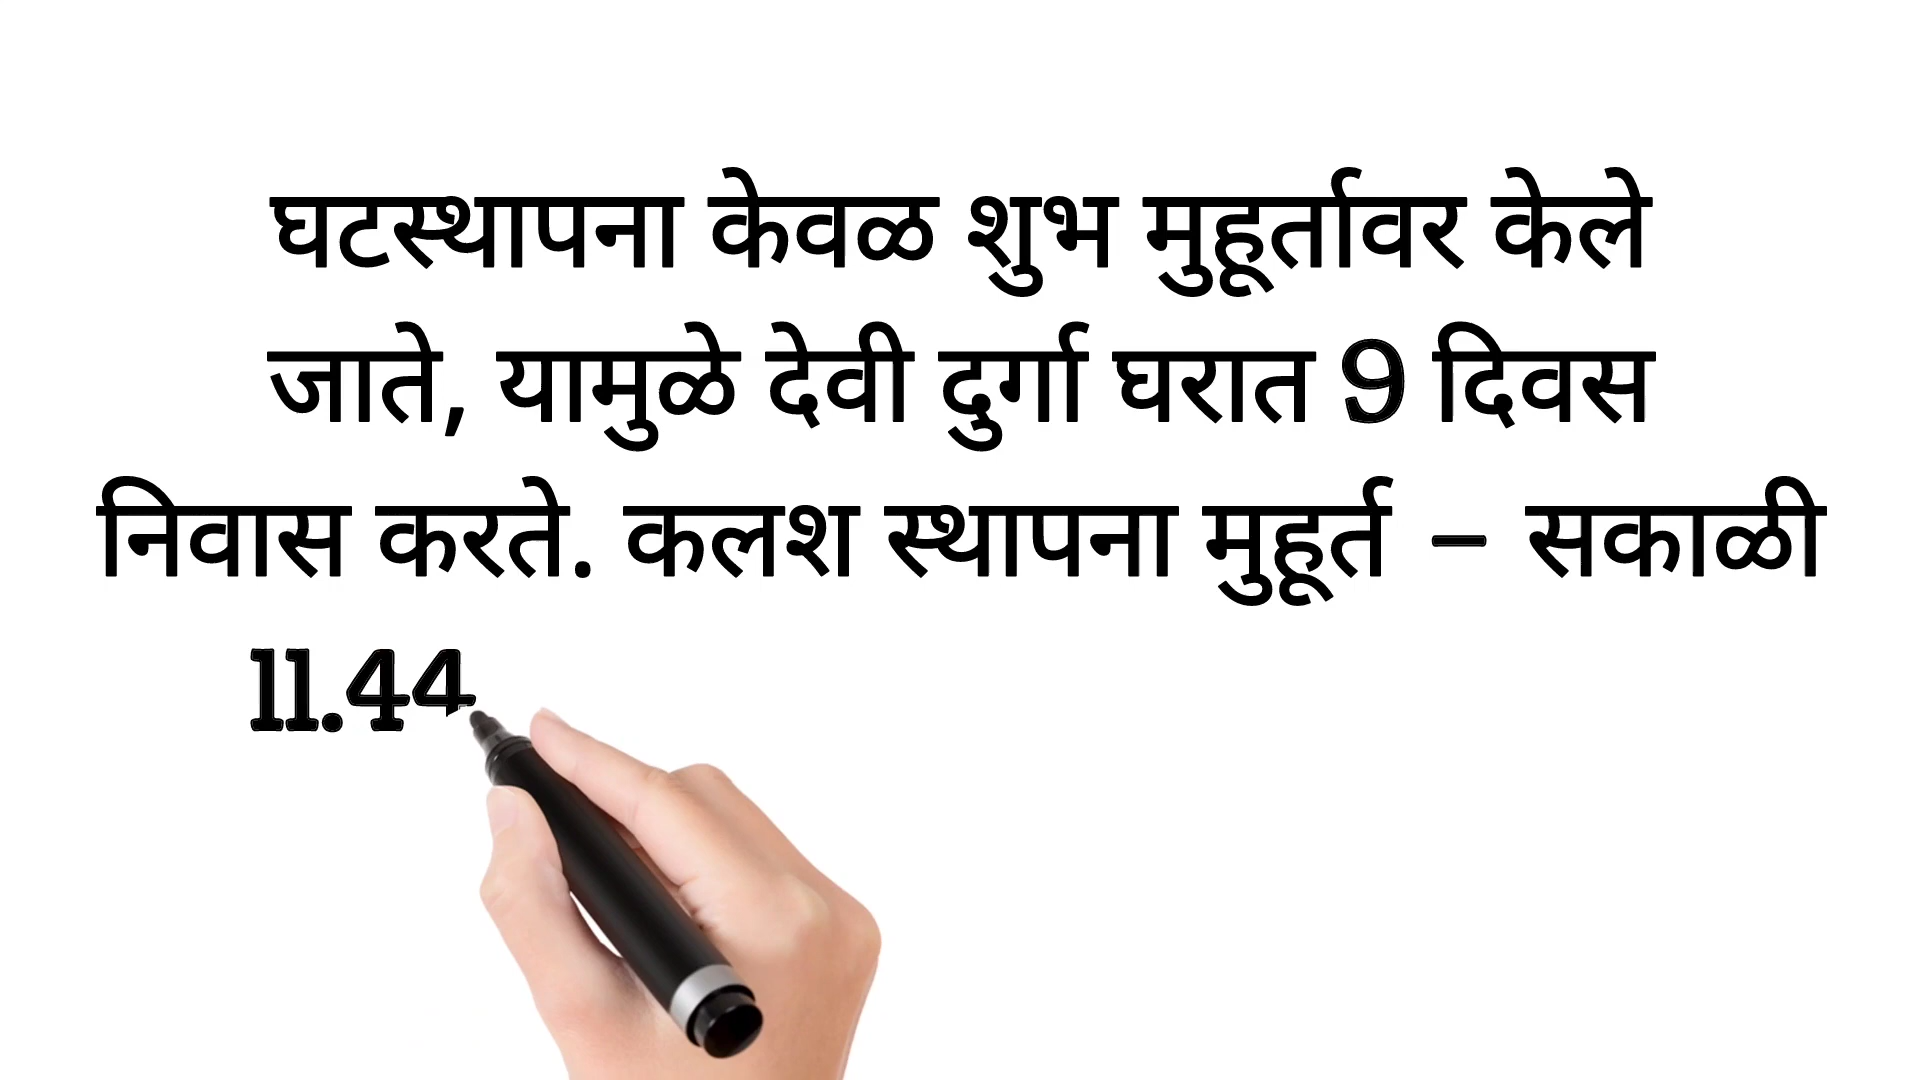 घटस्थापना केवळ शुभ मुहूर्तावर केले
जाते, यामुळे देवी दुर्गा घरात 9 दिवस
निवास करते. कलश स्थापना मुहूर्त – सकाळी
11.44